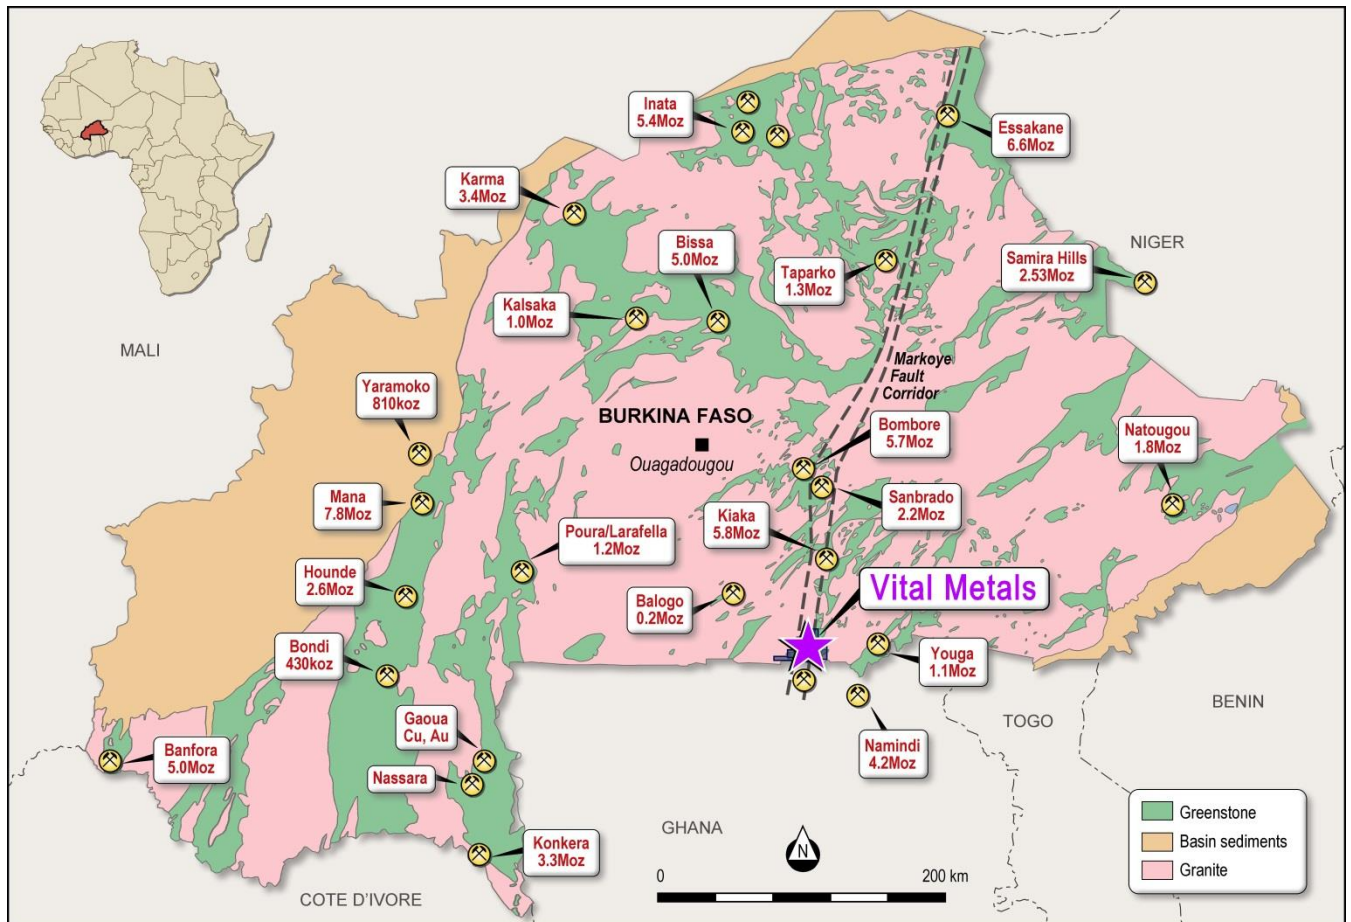 Inata
5.4Moz
Essakane
6.6Moz
Karma
3.4Moz
Bissa
5.0Moz
Taparko
1.3Moz
NIGER
Samira Hills
2.53Moz
Kalsaka
1.0Moz
MALI
Markoye
Fault
Corridor
Yaramoko
810koz
BURKINA FASO
Ouagadougou
Bombore
5.7Moz
Natougou
1.8Moz
Mana
7.8Moz
Sanbrado
2.2Moz
Kiaka
5.8Moz
Poura/Larafella
1.2Moz
Hounde
2.6Moz
Balogo
0.2Moz
Vital Metals
Bondi
430koz
Youga
1.1Moz
BENIN
TOGO
Gaoua
Cu, Au
Banfora
5.0Moz
Namindi
4.2Moz
Nassara
GHANA
Konkera
3.3Moz
COTE D'IVORE
N
0 200 km
Greenstone
Basin sediments
Granite